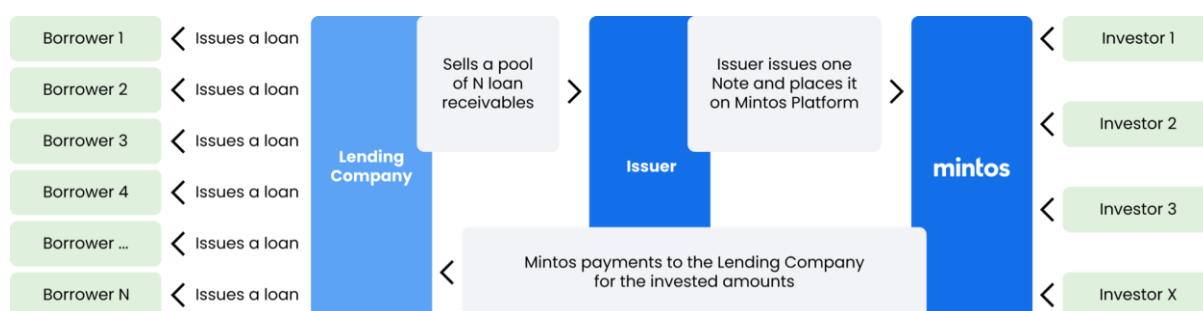 Borrower 1
Issues a loan
Borrower 2
Issues a loan
Borrower 3
Issues a loan
Borrower 4
Issues a loan
Borrower ...
Issues a loan
Borrower N
Issues a loan
Lending
Company
Sells a pool
of N loan
receivables
Issuer
Issuer issues one
Note and places it
on Mintos Platform
mintos
Mintos payments to the Lending Company
for the invested amounts
Investor 1
Investor 2
Investor 3
Investor X